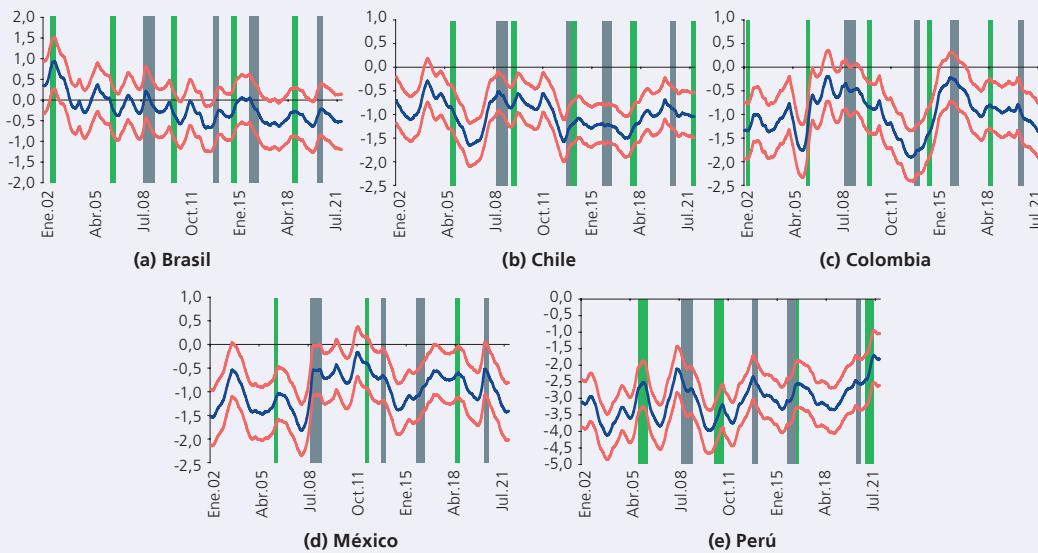 2,0
1,5
1,0
0,5
0,0
-0,5
-1,0
-1,5
-2,0
Ene.02
Abr.05
Jul.08
Oct.11
Ene.15
Abr.18
Jul.21
(a) Brasil
1,0
0,5
0,0
-0,5
-1,0
-1,5
-2,0
-2,5
Ene.02
Abr.05
Jul.08
Oct.11
Ene.15
Abr.18
Jul.21
(b) Chile
1,0
0,5
0,0
-0,5
-1,0
-1,5
-2,0
-2,5
Ene.02
Abr.05
Jul.08
Oct.11
Ene.15
Abr.18
Jul.21
(c) Colombia
1,0
0,5
0,0
-0,5
-1,0
-1,5
-2,0
-2,5
Ene.02
Abr.05
Jul.08
Oct.11
Ene.15
Abr.18
Jul.21
(d) México
0,0
-0,5
-1,0
-1,5
-2,0
-2,5
-3,0
-3,5
-4,0
-4,5
-5,0
Ene.02
Abr.05
Jul.08
Oct.11
Ene.15
Abr.18
Jul.21
(e) Perú